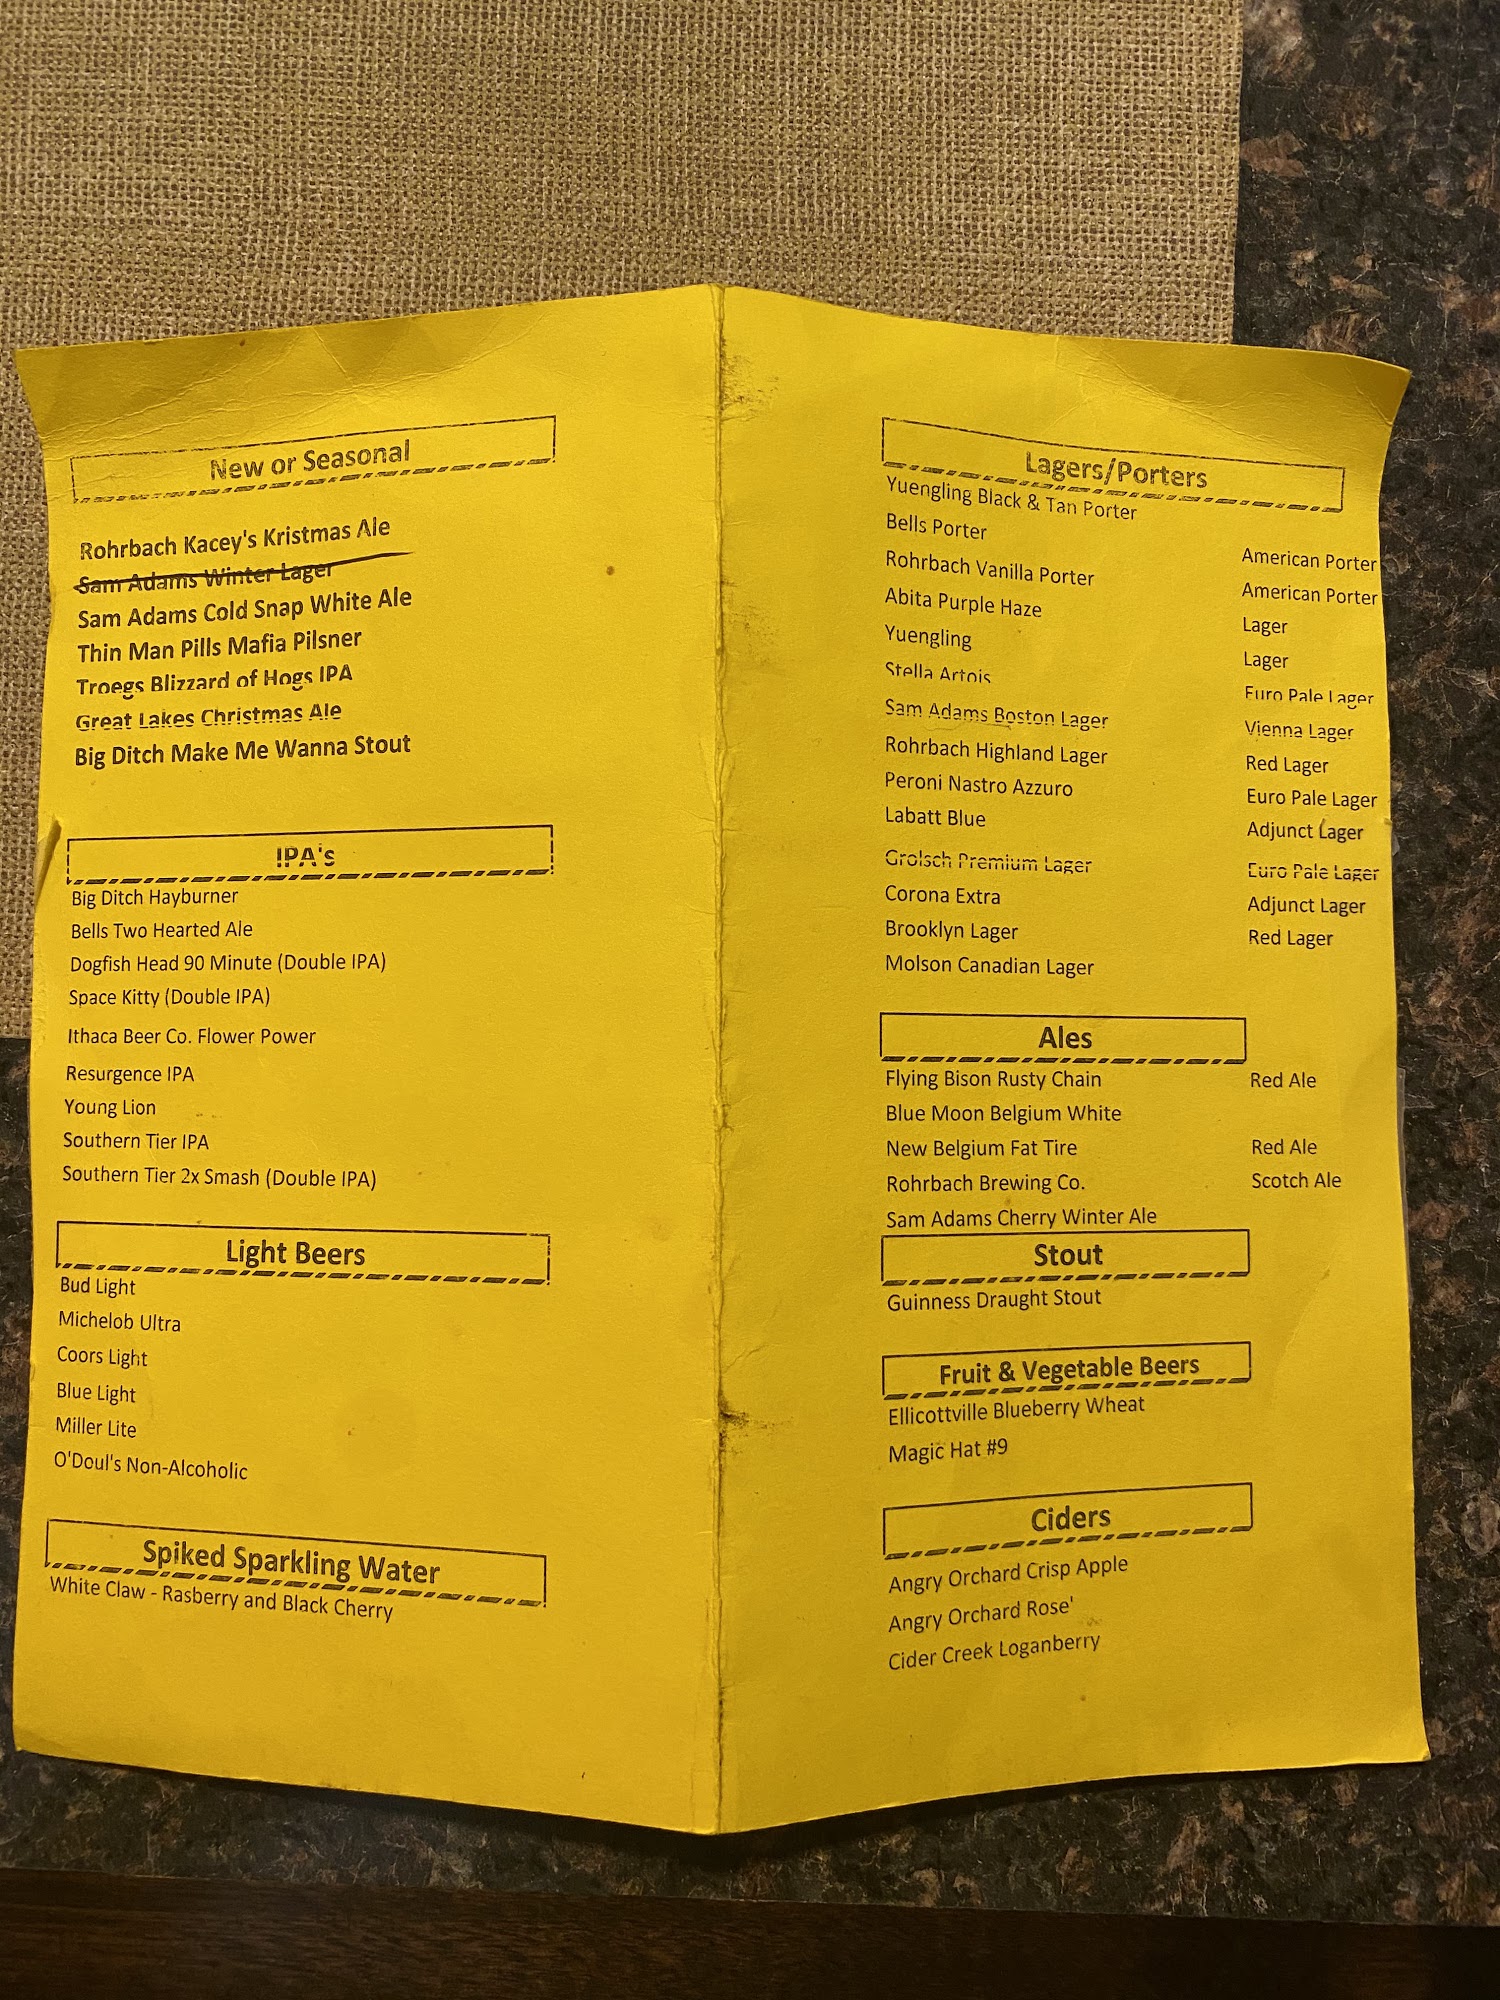 New or Seasonal
Rohrbach Kacey's Kristmas Ale
Sam Adams Winter Lager
Sam Adams Cold Snap White Ale
Thin Man Pills Mafia Pilsner
Troegs Blizzard of Hogs IPA
Great Lakes Christmas Ale
Big Ditch Make Me Wanna Stout
IPA's
Big Ditch Hayburner
Bells Two Hearted Ale
Dogfish Head 90 Minute (Double IPA)
Space Kitty (Double IPA)
Ithaca Beer Co. Flower Power
Resurgence IPA
Young Lion
Southern Tier IPA
Southern Tier 2x Smash (Double IPA)
Light Beers
Bud Light
Michelob Ultra
Coors Light
Blue Light
Miller Lite
O'Doul's Non-Alcoholic
Spiked Sparkling Water
White Claw - Rasberry and Black Cherry
Lagers/Porters
Yuengling Black & Tan Porter
Bells Porter American Porter
Rohrbach Vanilla Porter American Porter
Abita Purple Haze Lager
Yuengling Lager
Stella Artois Euro Pale Lager
Sam Adams Boston Lager Vienna Lager
Rohrbach Highland Lager Red Lager
Peroni Nastro Azzuro Euro Pale Lager
Labatt Blue Adjunct Lager
Grolsch Premium Lager Euro Pale Lager
Corona Extra Adjunct Lager
Brooklyn Lager Red Lager
Molson Canadian Lager
Ales
Flying Bison Rusty Chain Red Ale
Blue Moon Belgium White
New Belgium Fat Tire Red Ale
Rohrbach Brewing Co. Scotch Ale
Sam Adams Cherry Winter Ale
Stout
Guinness Draught Stout
Fruit & Vegetable Beers
Ellicottville Blueberry Wheat
Magic Hat #9
Ciders
Angry Orchard Crisp Apple
Angry Orchard Rose'
Cider Creek Loganberry